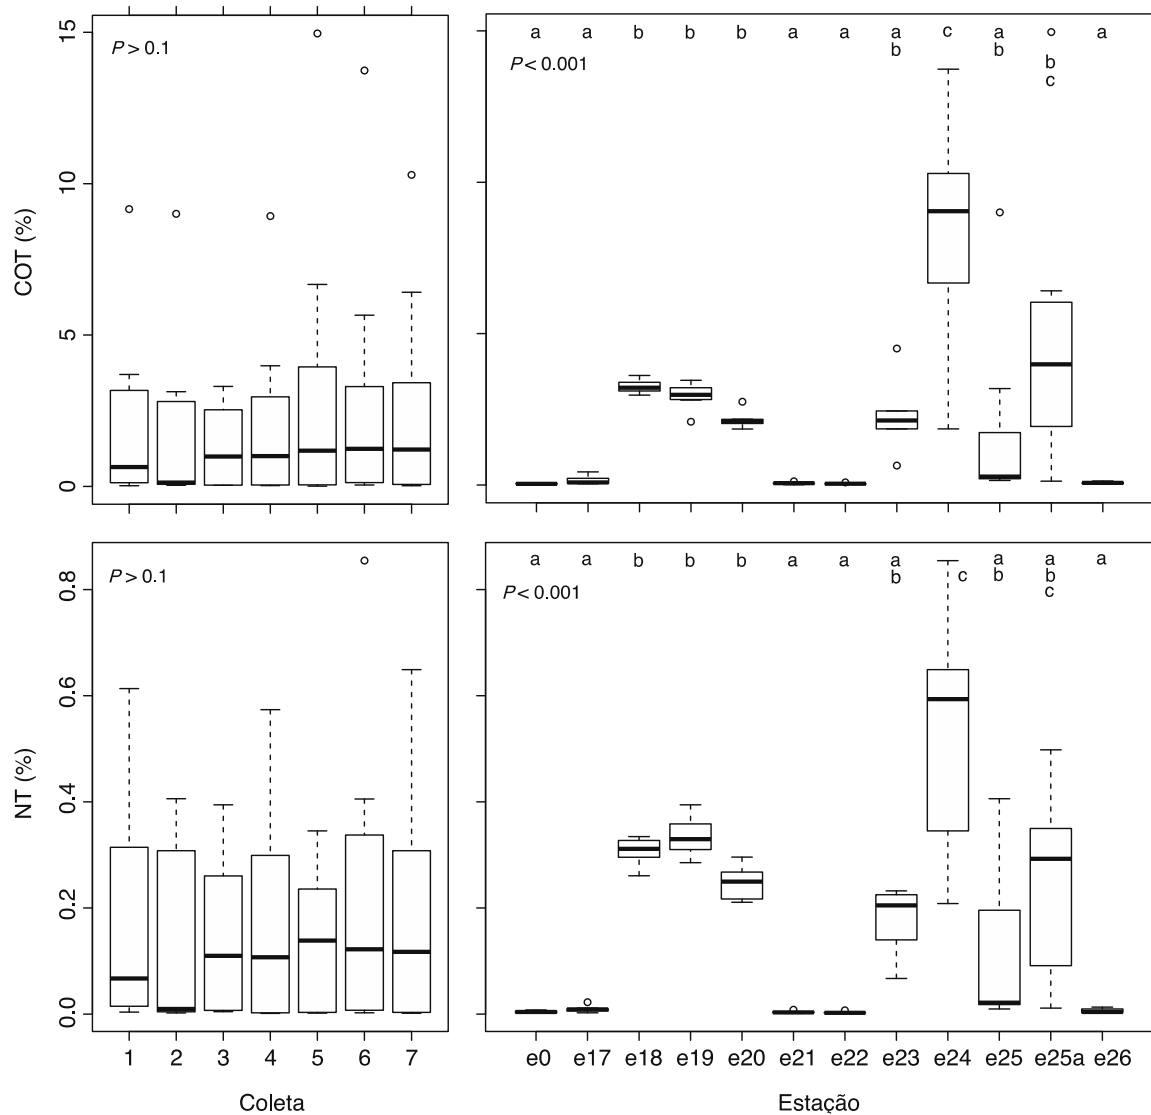 15
10
5
0
COT (%)
P > 0.1
a a b b b a a a c a a
b b b
c
P < 0.001
0.8
0.6
0.4
0.2
0.0
NT (%)
P > 0.1
a a b b b a a a c a a a
b b b
c
P < 0.001
1 2 3 4 5 6 7
Coleta
e0 e17 e18 e19 e20 e21 e22 e23 e24 e25 e25a e26
Estação